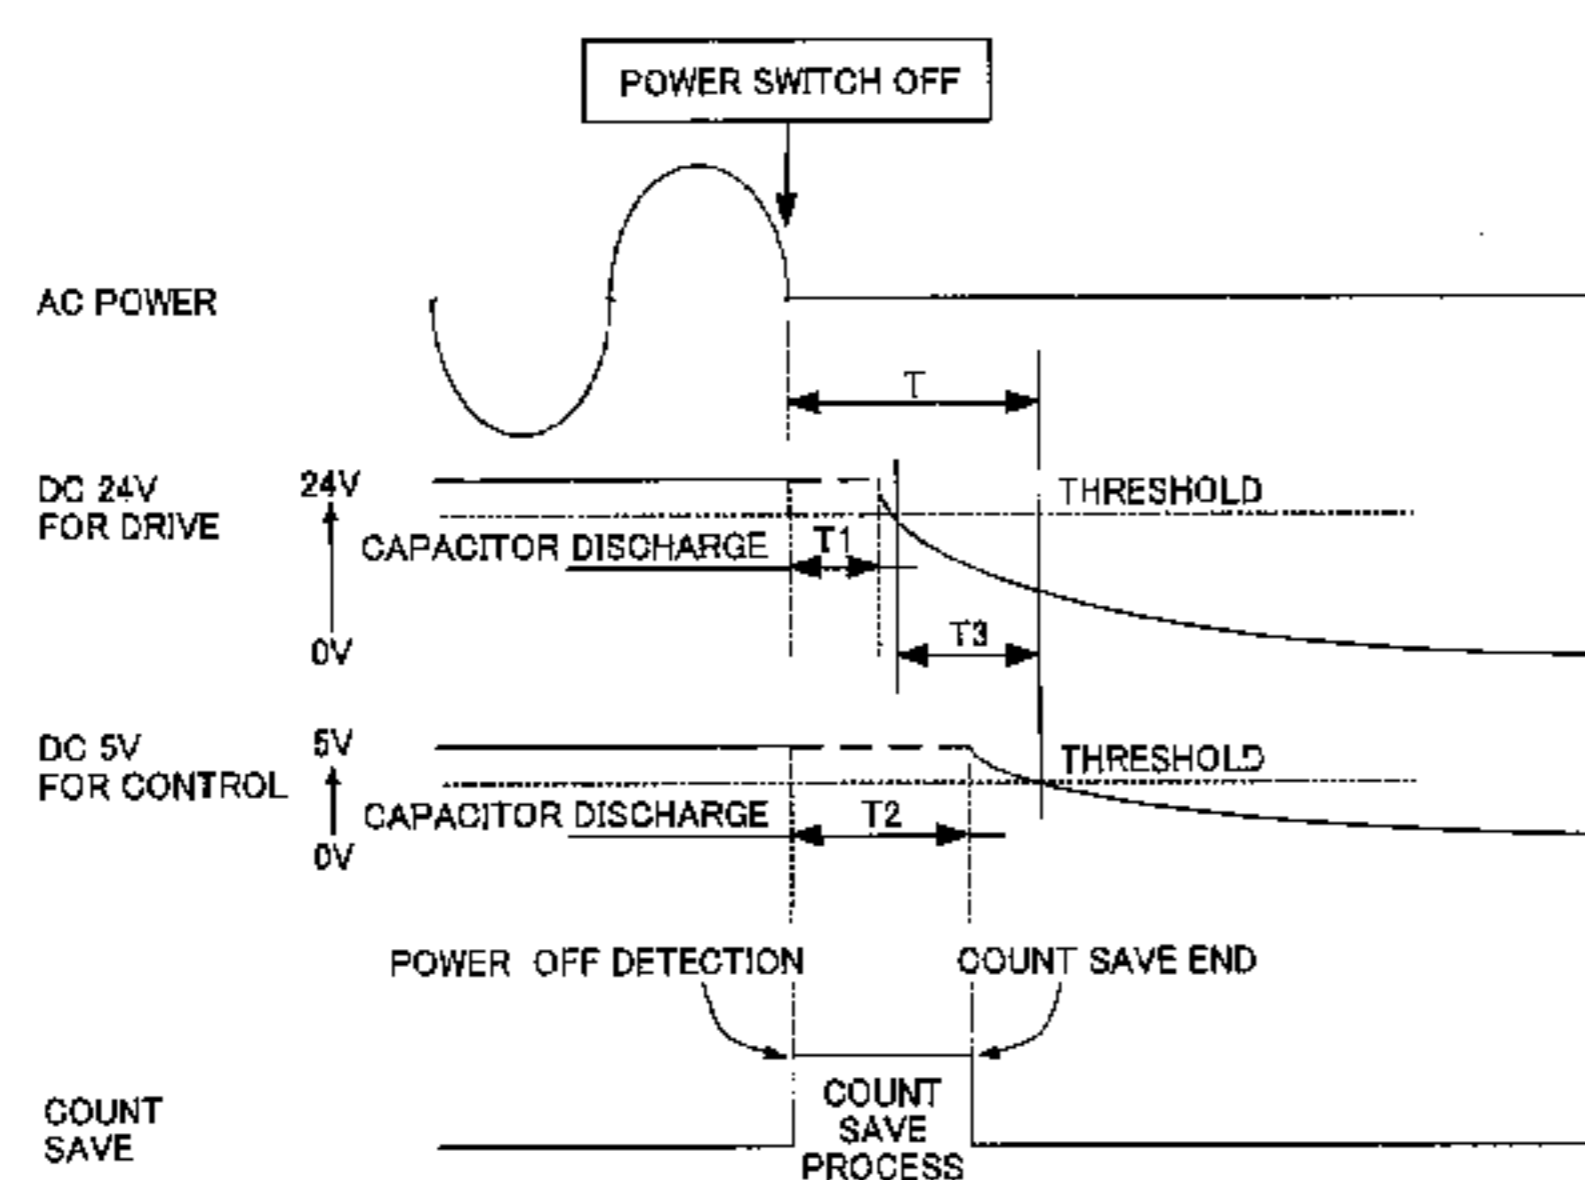 POWER SWITCH OFF
AC POWER
T
DC 24V
FOR DRIVE
24V
THRESHOLD
CAPACITOR DISCHARGE
T1
0V
T3
DC 5V
FOR CONTROL
5V
THRESHOLD
CAPACITOR DISCHARGE
T2
0V
POWER OFF DETECTION
COUNT SAVE END
COUNT
SAVE
COUNT
SAVE
PROCESS